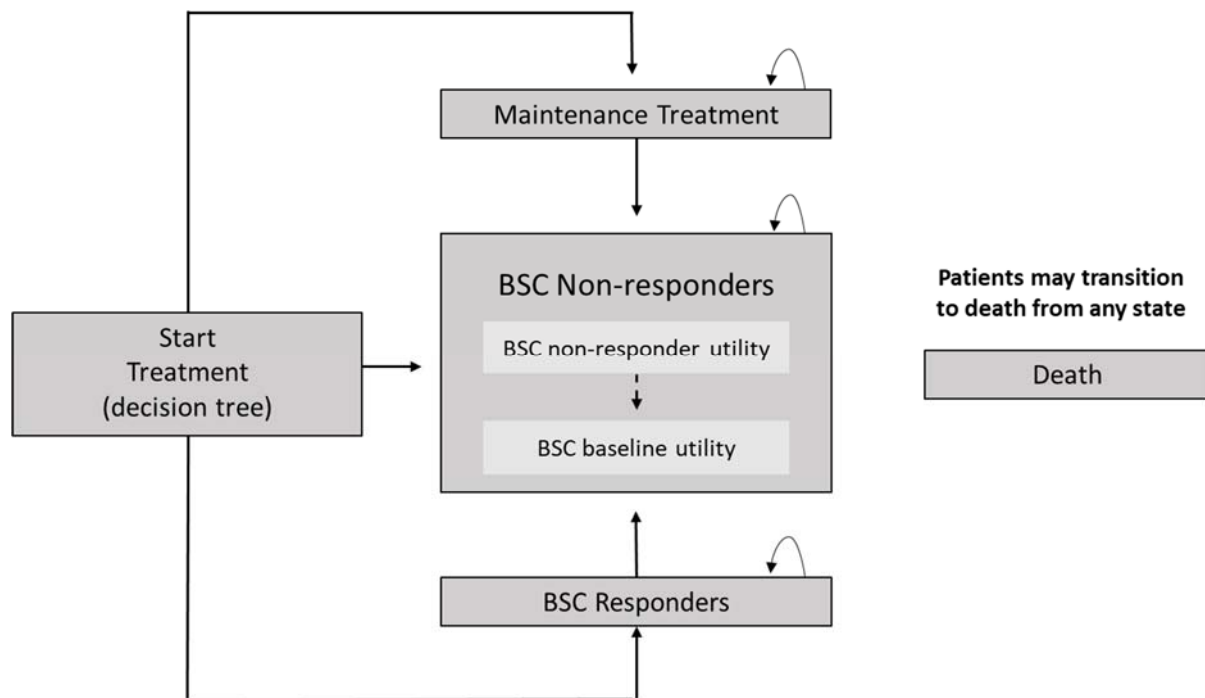 Maintenance Treatment
BSC Non-responders
BSC non-responder utility
BSC baseline utility
Start
Treatment
(decision tree)
Patients may transition
to death from any state
Death
BSC Responders